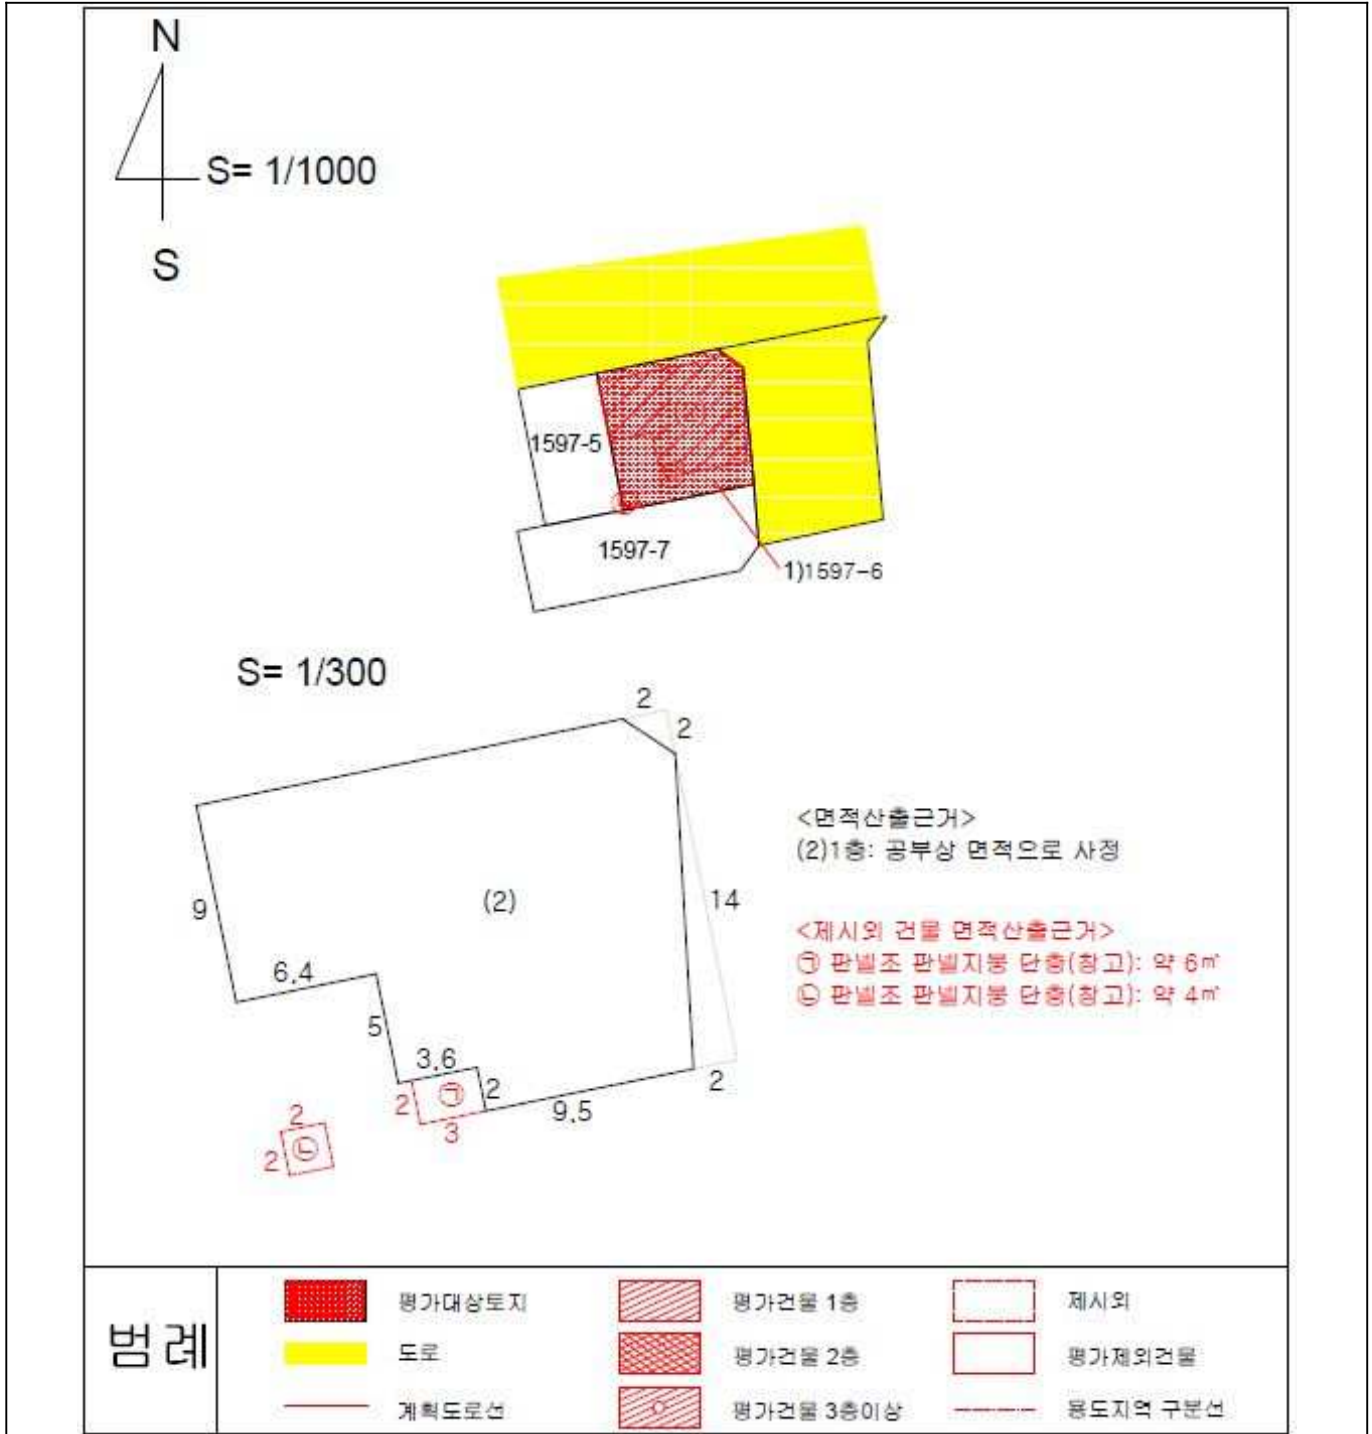 N
S= 1/1000
S
1597-5
1597-7
1)1597-6
S= 1/300
2
2
<면적산출근거>
(2)1층: 공부상 면적으로 사정
9
(2)
14
<제시외 건물 면적산출근거>
㉠ 판넬조 판넬지붕 단층(참고): 약 6㎡
㉡ 판넬조 판넬지붕 단층(참고): 약 4㎡
6.4
5
3.6
2
㉠
2
2
9.5
3
2
2
㉡
범례
평가대상토지
평가건물 1층
제시외
도로
평가건물 2층
평가제외건물
계획도로선
평가건물 3층이상
용도지역 구분선